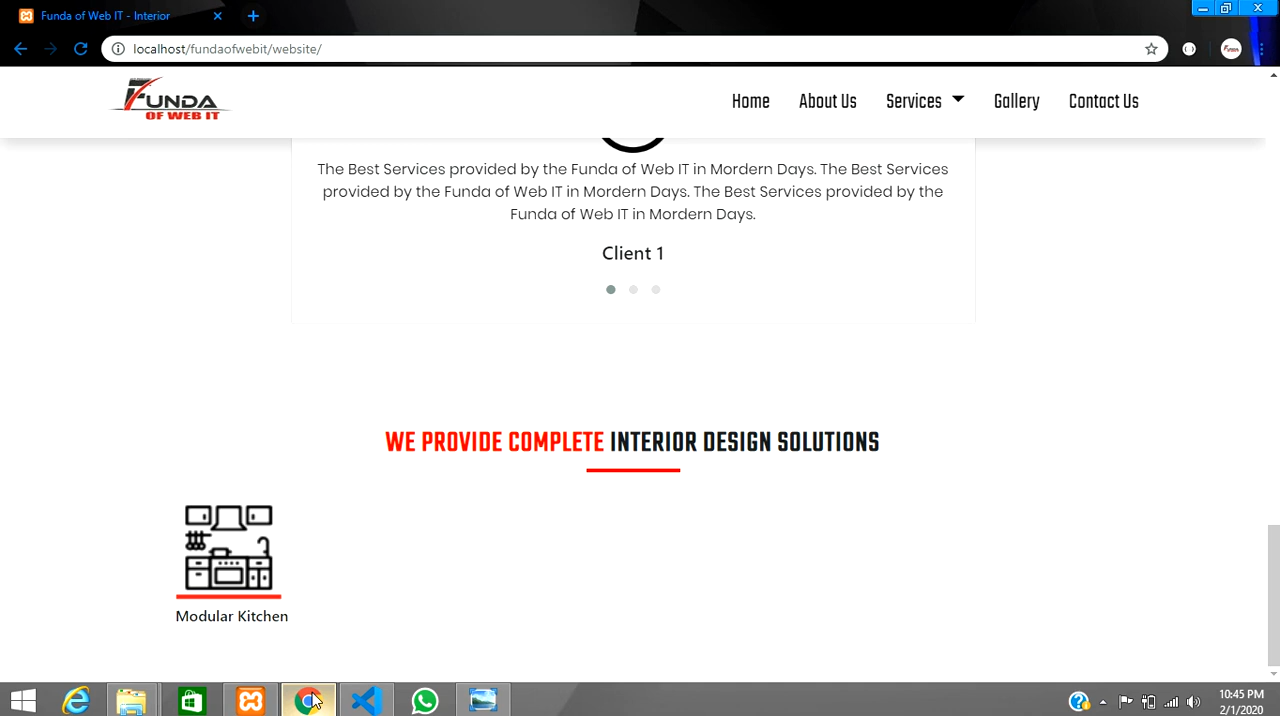 Funda of Web IT - Interior
localhost/fundaofwebit/website/
FUNDA
OF WEB IT
Home About Us Services Gallery Contact Us
The Best Services provided by the Funda of Web IT in Mordern Days. The Best Services
provided by the Funda of Web IT in Mordern Days. The Best Services provided by the
Funda of Web IT in Mordern Days.
Client 1
WE PROVIDE COMPLETE INTERIOR DESIGN SOLUTIONS
Modular Kitchen
10:45 PM
2/1/2020